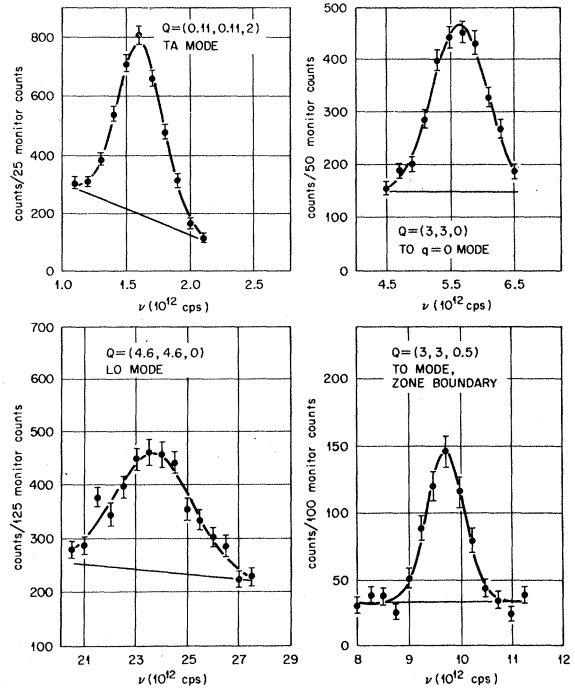 Q=(0.11, 0.11, 2)
TA MODE
800
600
400
200
0
counts/25 monitor counts
1.0
1.5
2.0
2.5
ν (10¹² cps)
Q=(3,3,0)
TO q=0 MODE
500
400
300
200
100
0
counts/50 monitor counts
4.5
5.5
6.5
ν (10¹² cps)
Q=(4.6, 4.6, 0)
LO MODE
700
600
500
400
300
200
100
counts/125 monitor counts
21
23
25
27
29
ν (10¹² cps)
Q=(3, 3, 0.5)
TO MODE,
ZONE BOUNDARY
200
150
100
50
0
counts/100 monitor counts
8
9
10
11
12
ν (10¹² cps)